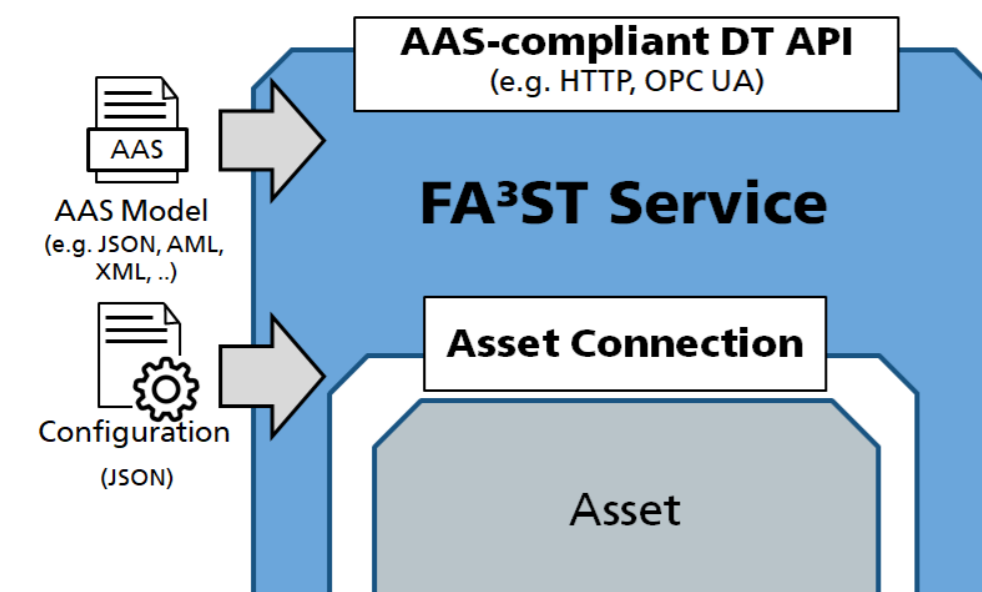 AAS-compliant DT API
(e.g. HTTP, OPC UA)
AAS
AAS Model
(e.g. JSON, AML,
XML, ..)
FA³ST Service
Asset Connection
Configuration
(JSON)
Asset